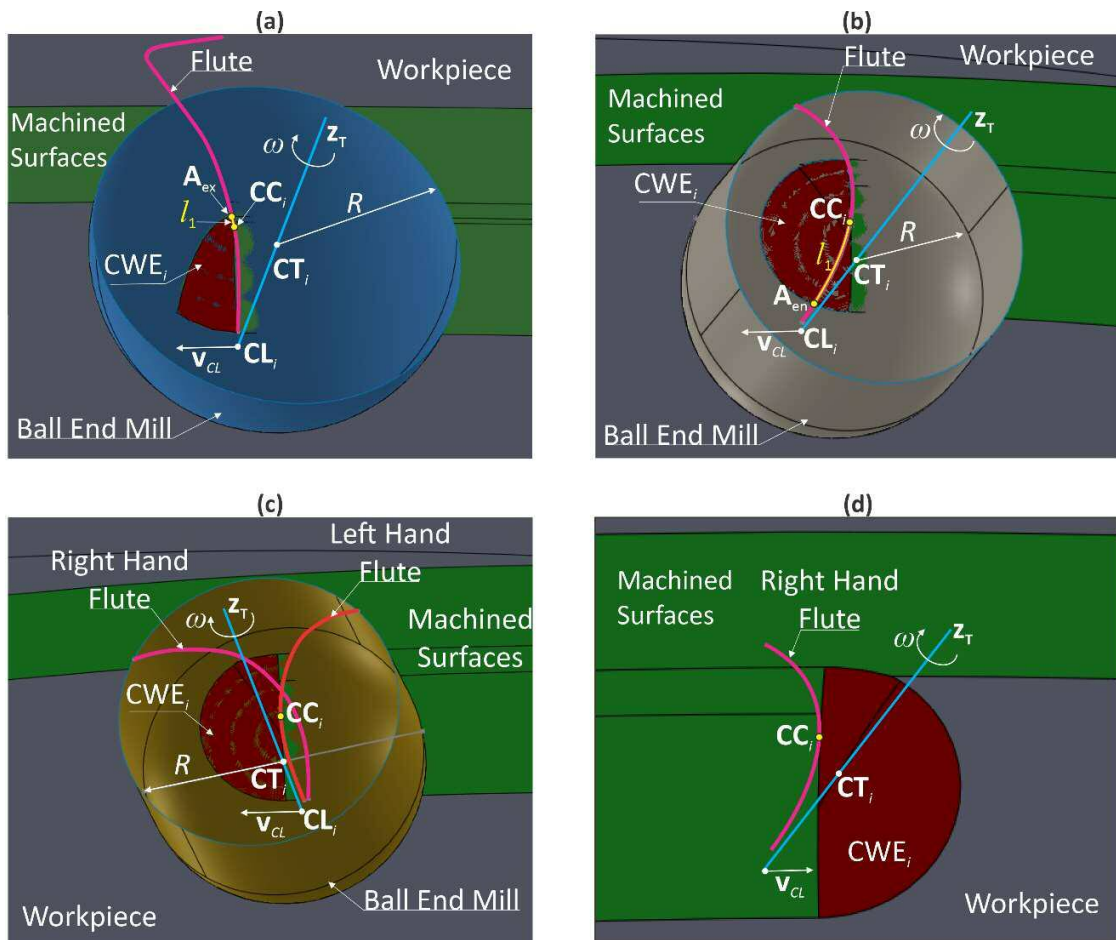 (a)
Flute
Workpiece
Machined
Surfaces
ω
z_T
A_ex
CC_i
l_1
R
CWE_i
CT_i
v_CL
CL_i
Ball End Mill
(b)
Flute
Workpiece
Machined
Surfaces
ω
z_T
CWE_i
CC_i
R
l_1
CT_i
A_en
v_CL
CL_i
Ball End Mill
(c)
Left Hand
Flute
Right Hand
Flute
ω
z_T
Machined
Surfaces
CWE_i
CC_i
R
CT_i
v_CL
CL_i
Ball End Mill
Workpiece
(d)
Machined
Surfaces
Right Hand
Flute
ω
z_T
CC_i
CT_i
CWE_i
v_CL
Workpiece